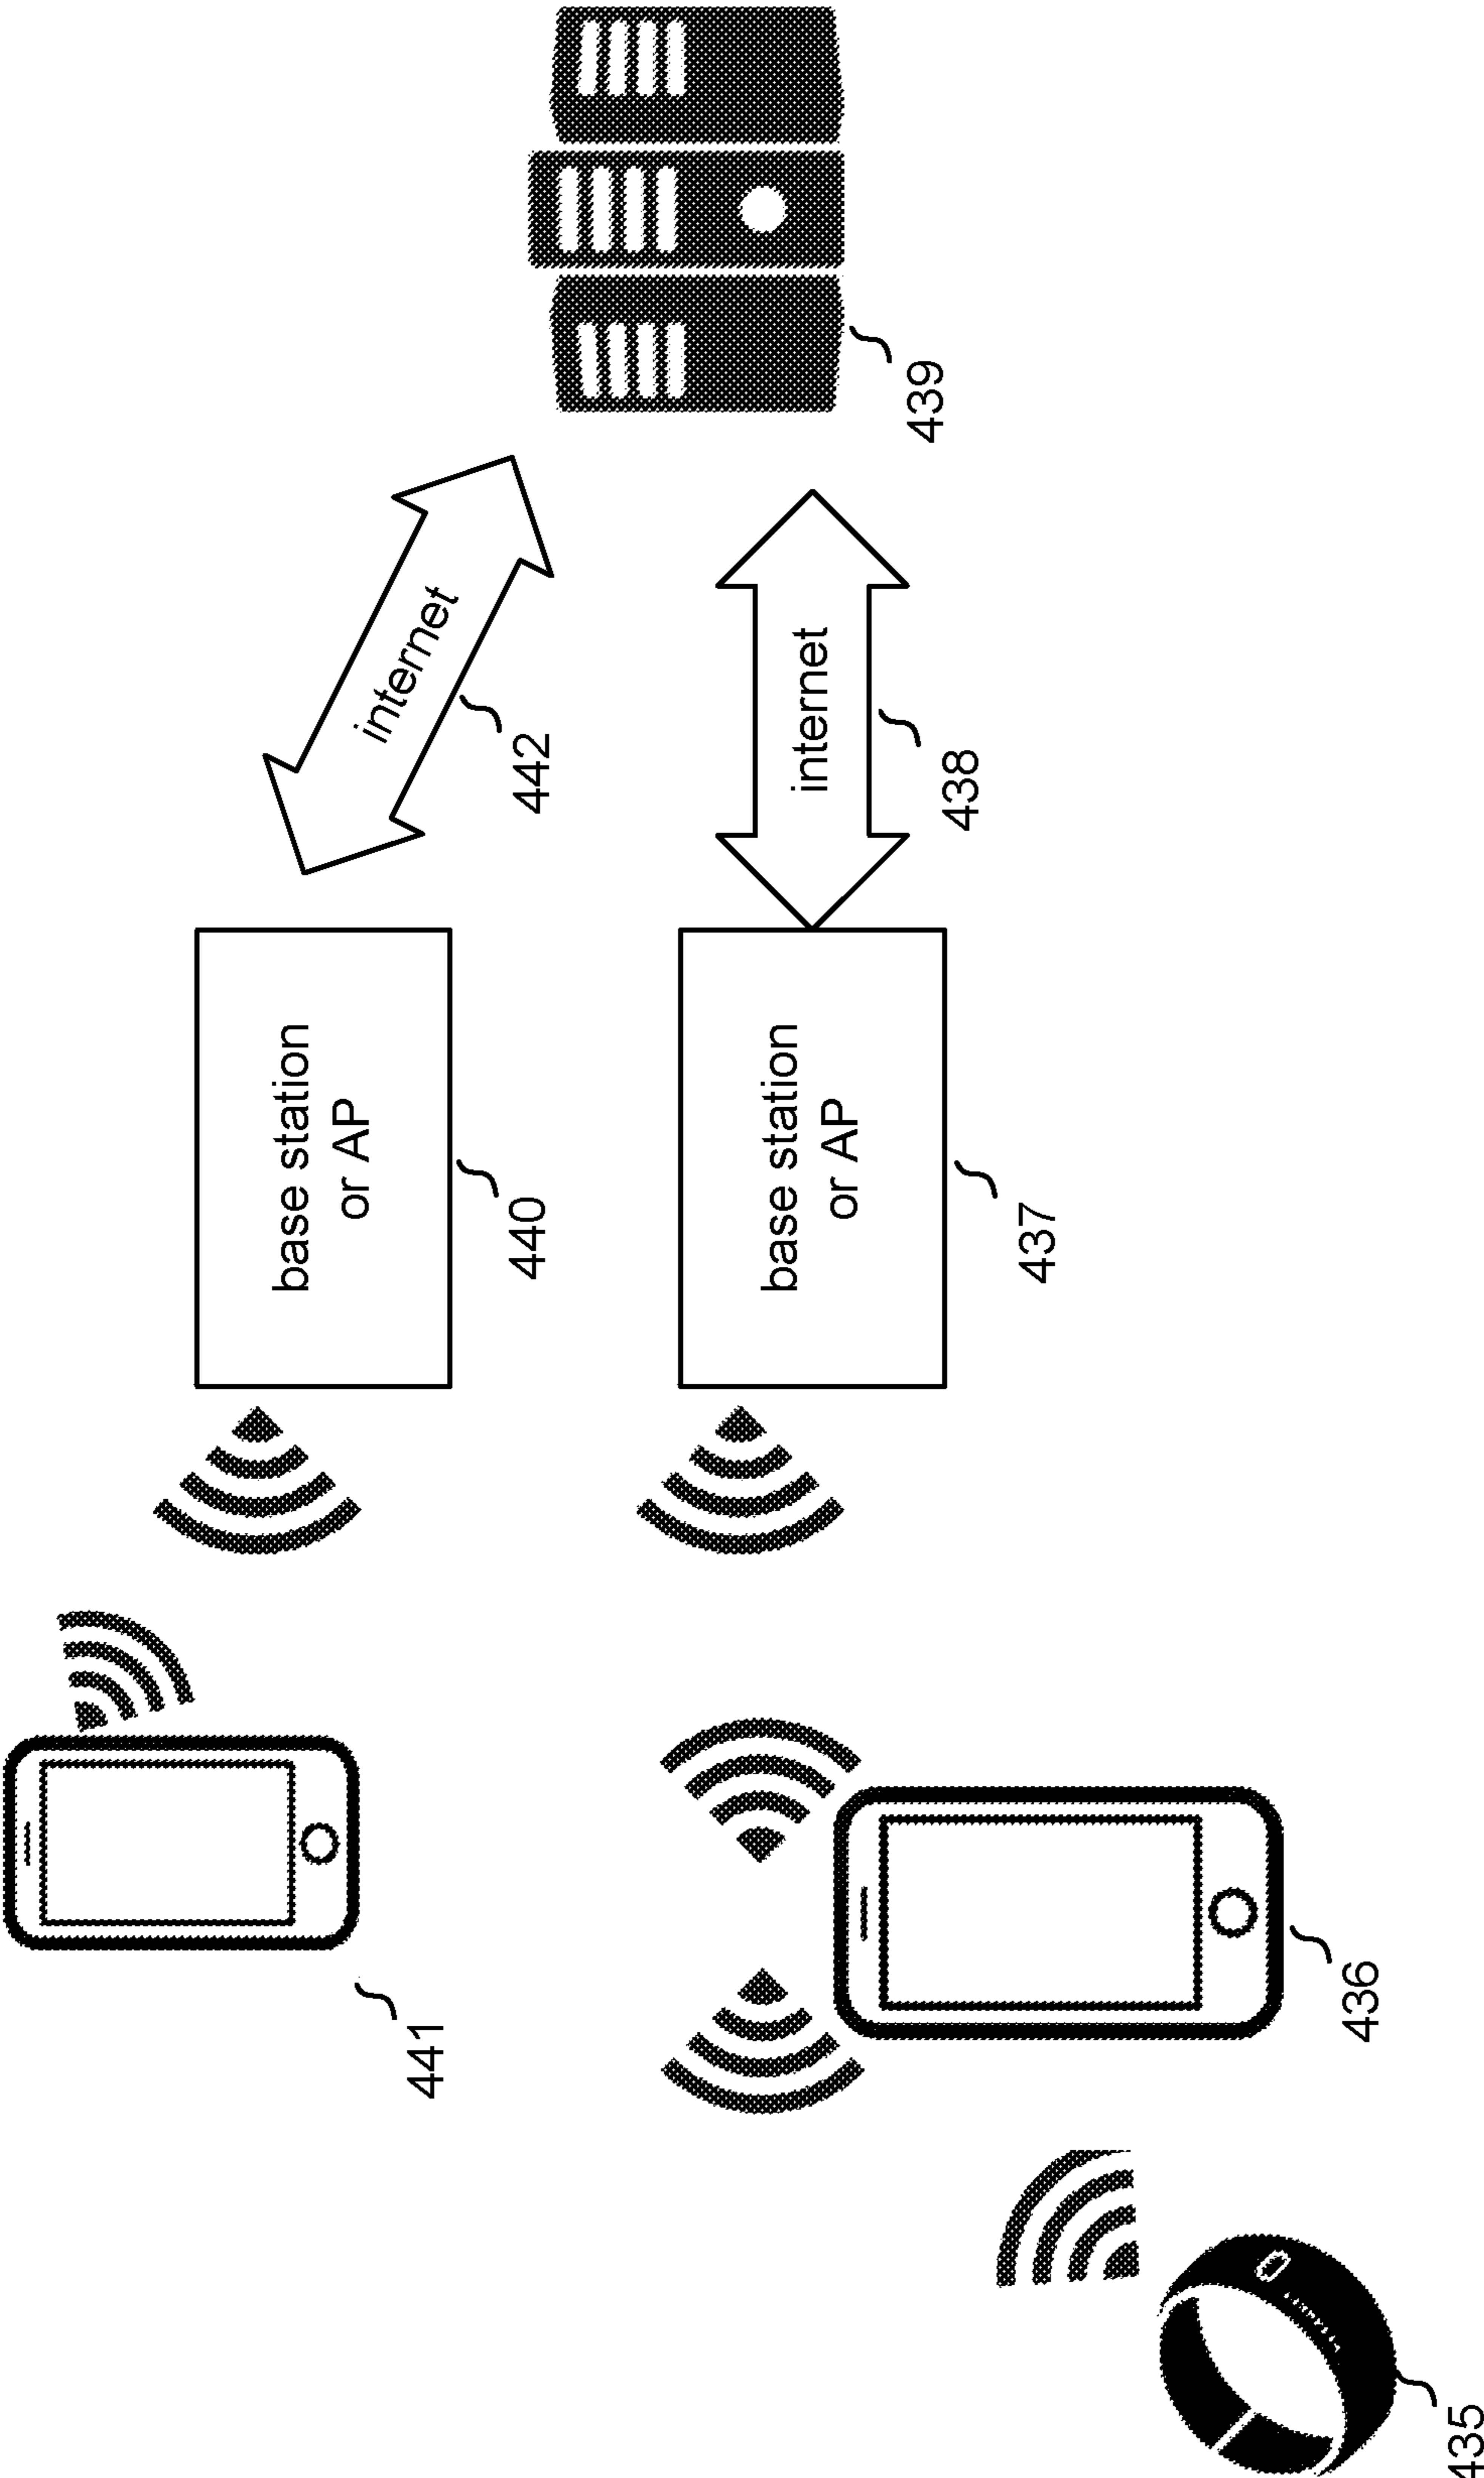 441
base station
or AP
440
internet
442
439
435
436
base station
or AP
437
internet
438